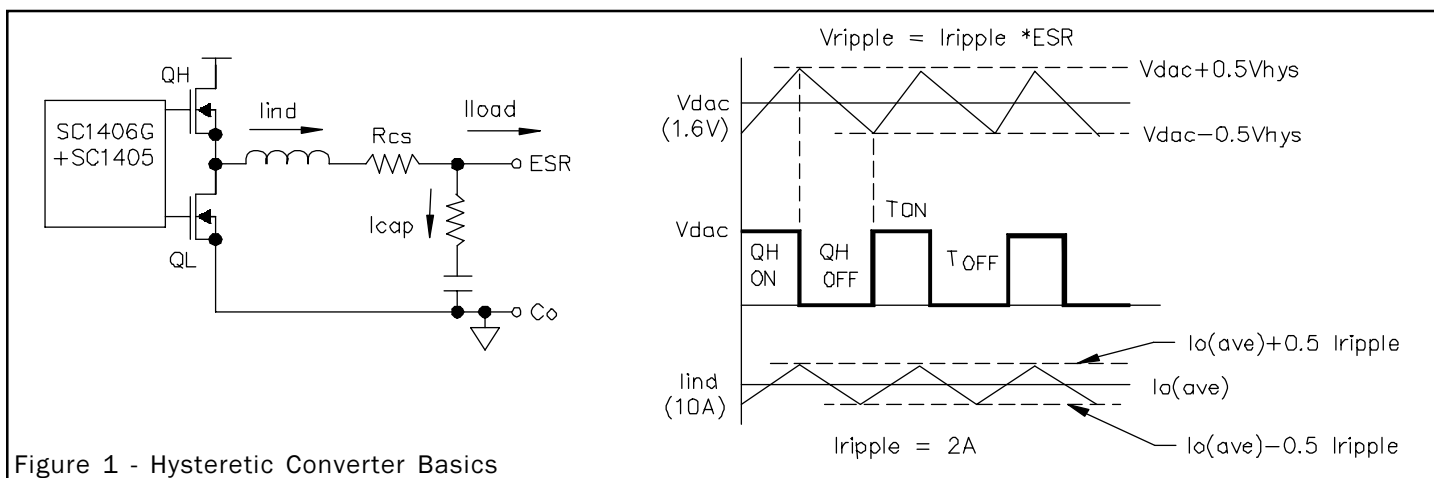 QH
SC1406G
+SC1405
QL
Iind
Rcs
Iload
ESR
Icap
Co
Vripple = Iripple *ESR
Vdac+0.5Vhys
Vdac
(1.6V)
Vdac-0.5Vhys
TON
Vdac
QH
ON
QH
OFF
TOFF
Io(ave)+0.5 Iripple
Iind
(10A)
Io(ave)
Io(ave)-0.5 Iripple
Iripple = 2A
Figure 1 - Hysteretic Converter Basics